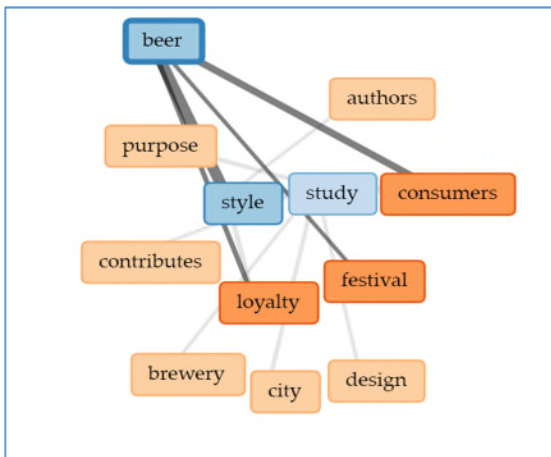 beer
authors
purpose
style
study
consumers
contributes
festival
loyalty
brewery
city
design